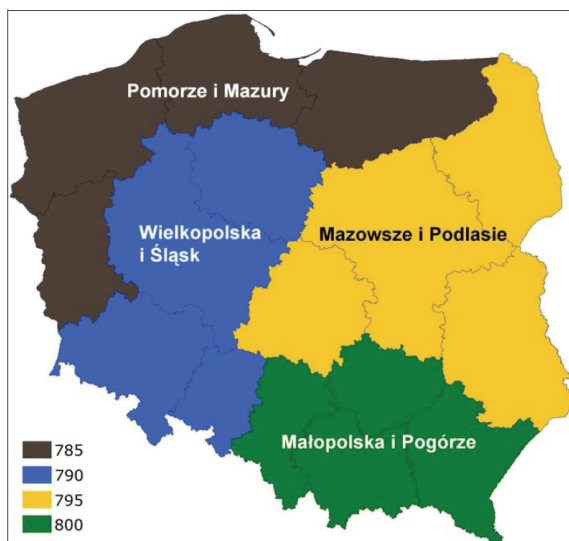 Pomorze i Mazury
Wielkopolska
i Śląsk
Mazowsze i Podlasie
Małopolska i Pogórze
785
790
795
800